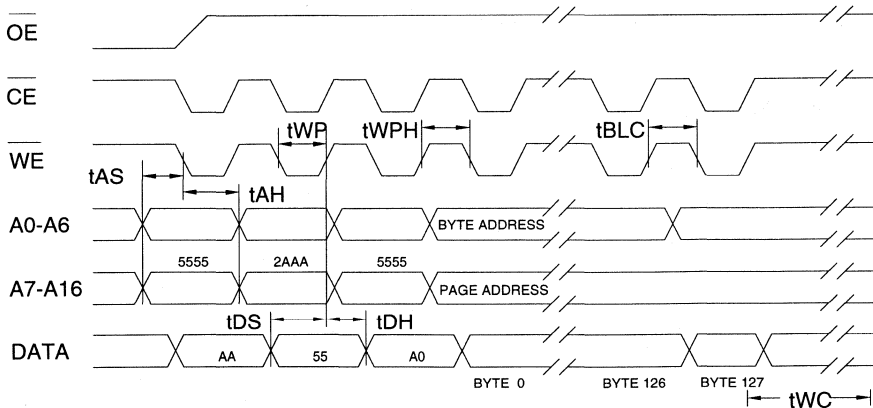 OE
CE
tWP tWPH tBLC
WE
tAS
tAH
A0-A6 BYTE ADDRESS
5555 2AAA 5555
A7-A16 PAGE ADDRESS
tDS tDH
DATA AA 55 A0
BYTE 0 BYTE 126 BYTE 127
tWC